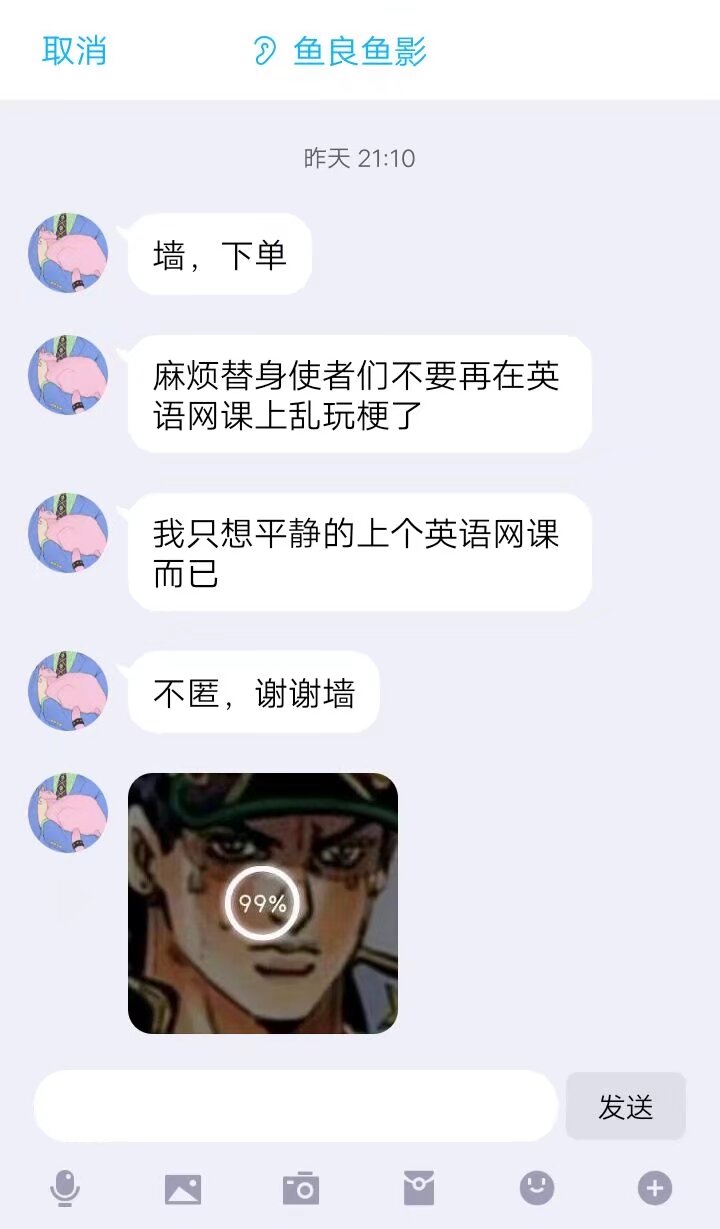 取消
鱼良鱼影
昨天 21:10
墙，下单
麻烦替身使者们不要再在英
语网课上乱玩梗了
我只想平静的上个英语网课
而已
不匿，谢谢墙
99%
发送